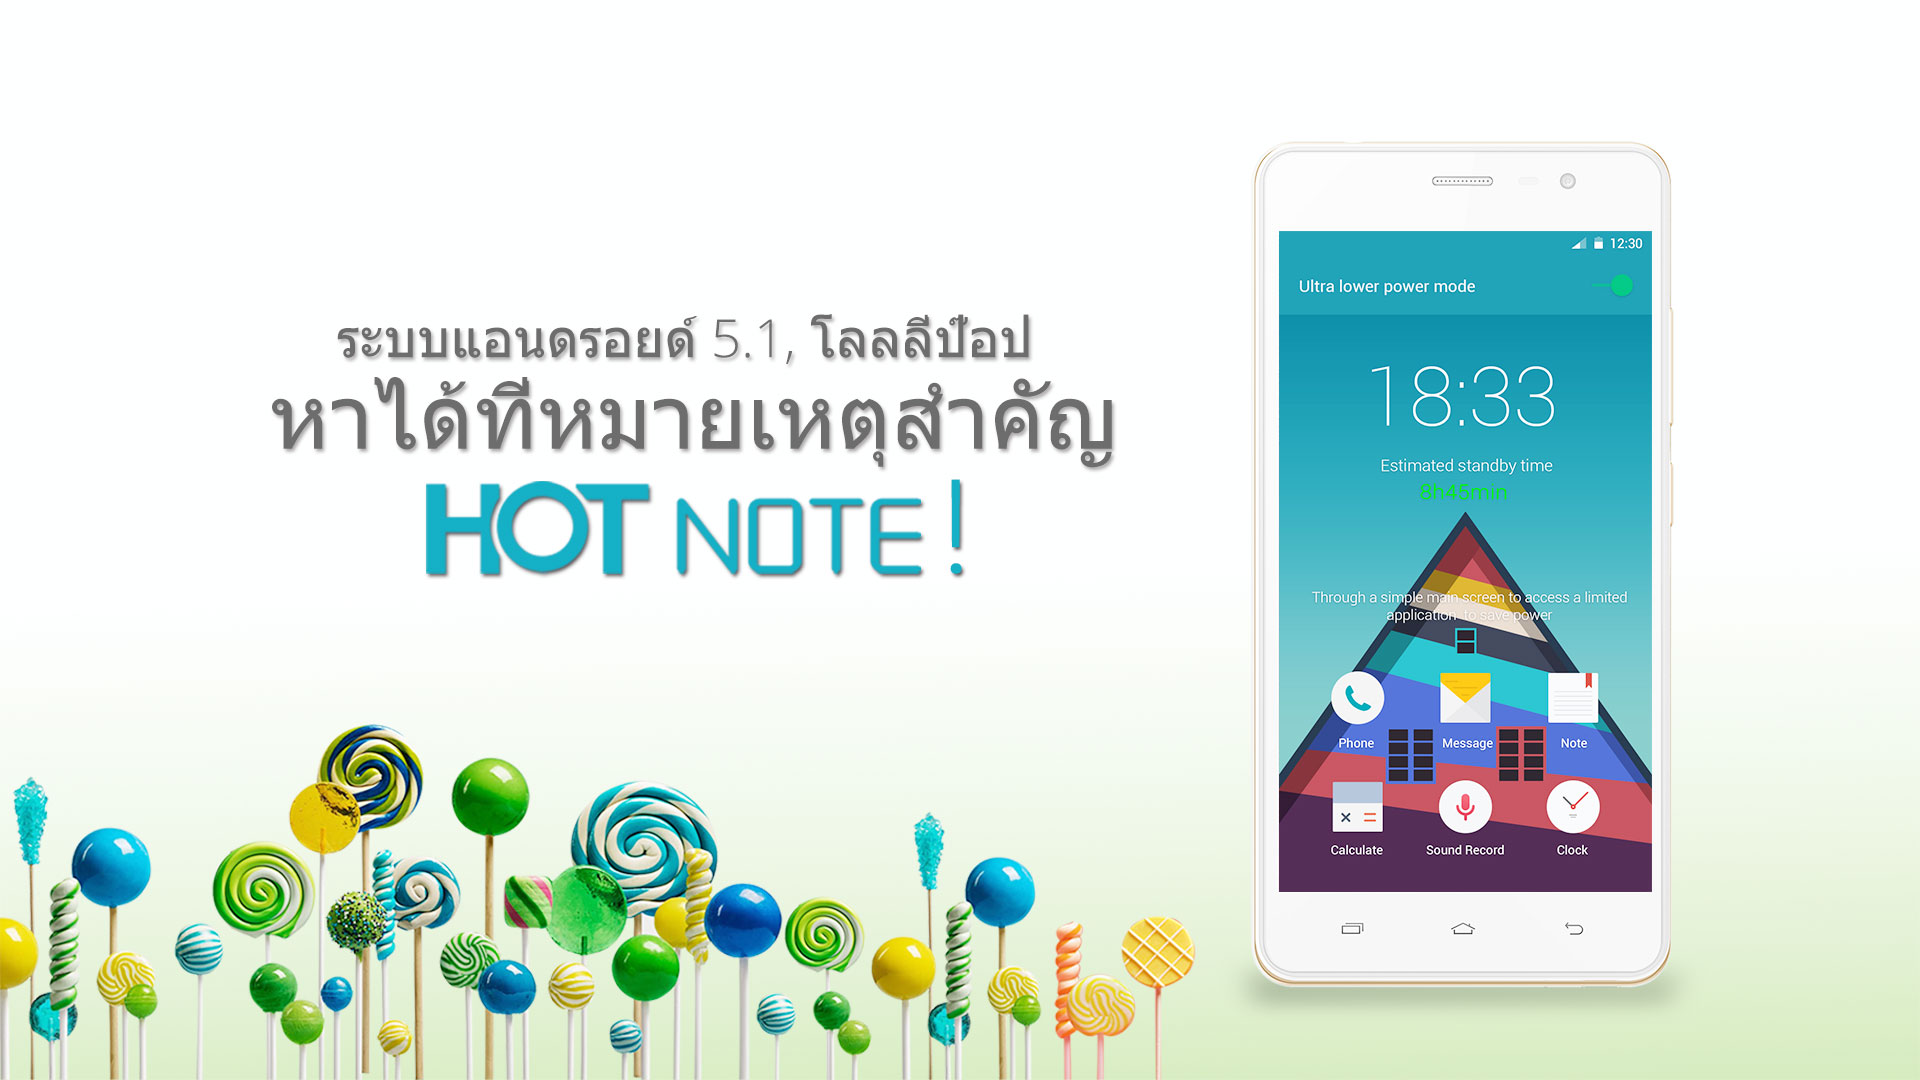 ระบบแอนดรอยด์ 5.1, โลลลีป๊อป
หาได้ที่หมายเหตุสำคัญ
HOT NOTE!
12:30
Ultra lower power mode
18:33
Estimated standby time
8h45min
Through a simple main screen to access a limited
application to save power
Phone Message Note
Calculate Sound Record Clock